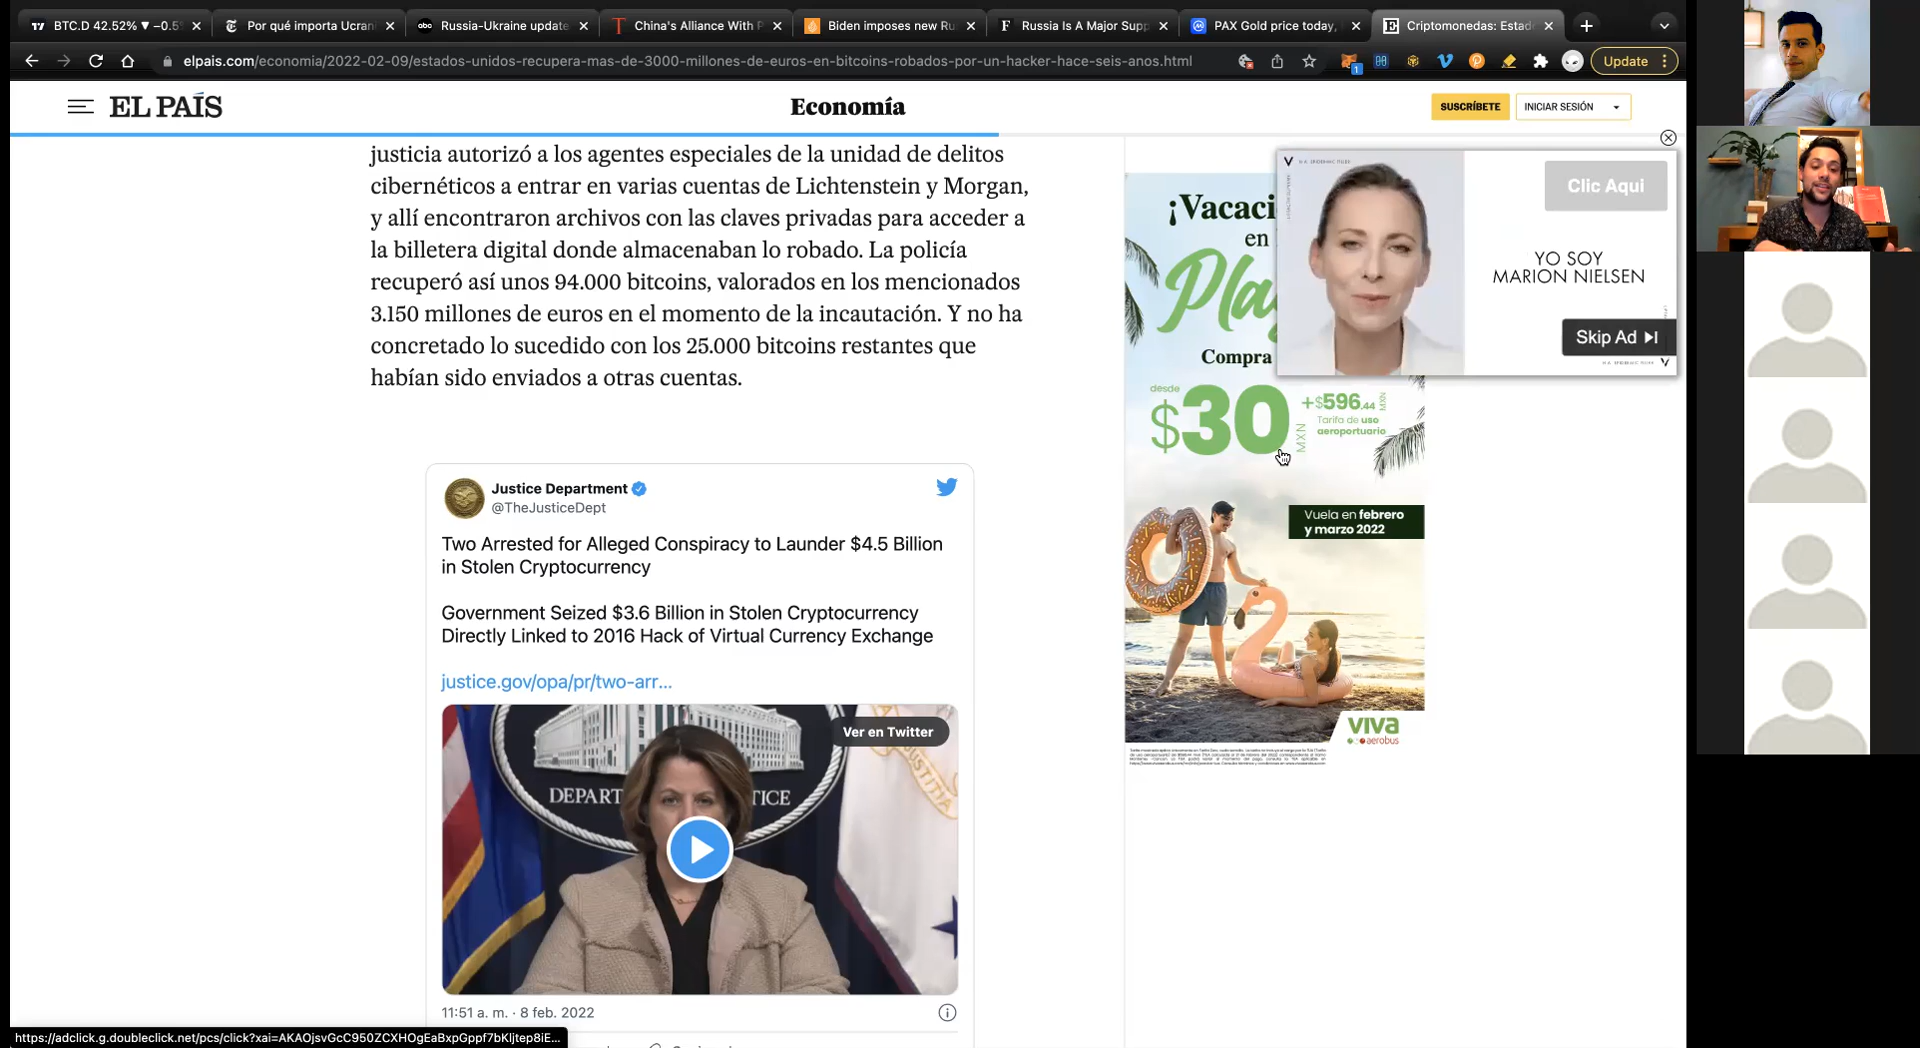 BTC.D 42.52% ▼ −0.5
Por qué importa Ucran
Russia-Ukraine update
China's Alliance With P
Biden imposes new Ru
Russia Is A Major Supp
PAX Gold price today,
Criptomonedas: Estad
elpais.com/economia/2022-02-09/estados-unidos-recupera-mas-de-3000-millones-de-euros-en-bitcoins-robados-por-un-hacker-hace-seis-anos.html
1
Update
EL PAÍS
Economía
SUSCRÍBETE
INICIAR SESIÓN
justicia autorizó a los agentes especiales de la unidad de delitos
cibernéticos a entrar en varias cuentas de Lichtenstein y Morgan,
y allí encontraron archivos con las claves privadas para acceder a
la billetera digital donde almacenaban lo robado. La policía
recuperó así unos 94.000 bitcoins, valorados en los mencionados
3.150 millones de euros en el momento de la incautación. Y no ha
concretado lo sucedido con los 25.000 bitcoins restantes que
habían sido enviados a otras cuentas.
Justice Department
@TheJusticeDept
Two Arrested for Alleged Conspiracy to Launder $4.5 Billion
in Stolen Cryptocurrency
Government Seized $3.6 Billion in Stolen Cryptocurrency
Directly Linked to 2016 Hack of Virtual Currency Exchange
justice.gov/opa/pr/two-arr...
Ver en Twitter
DEPART
ICE
11:51 a. m. · 8 feb. 2022
¡Vacaci
en
Play
Compra
desde
$30
MXN
+$596.44
MXN
Tarifa de uso
aeroportuario
Vuela en febrero
y marzo 2022
viva
aerobus
Clic Aqui
YO SOY
MARION NIELSEN
Skip Ad
https://adclick.g.doubleclick.net/pcs/click?xai=AKAOjsvGcC950ZCXHOgEaBxpGppf7bKljtep8iE...